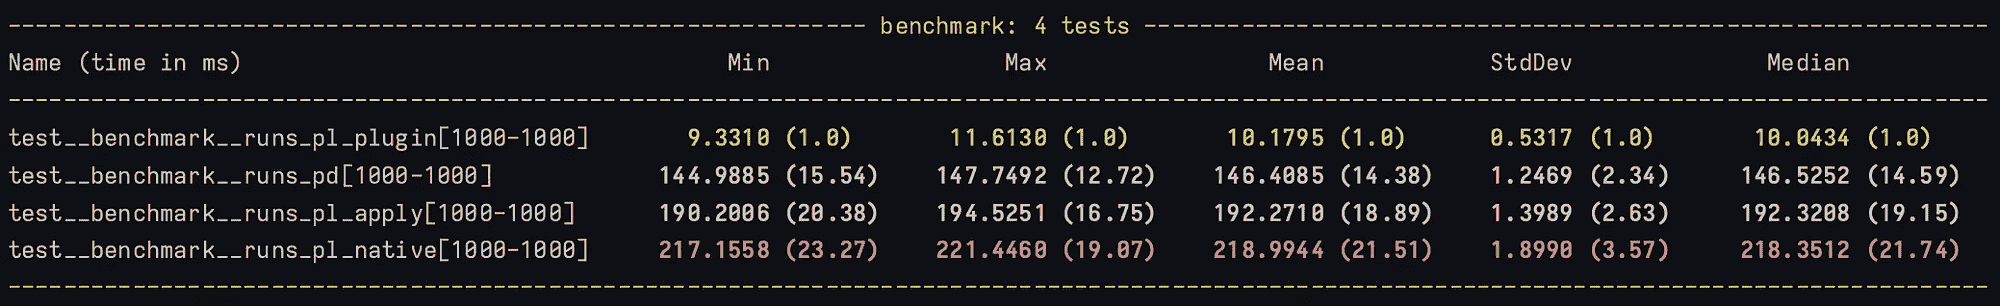 benchmark: 4 tests
Name (time in ms) Min Max Mean StdDev Median
test__benchmark__runs_pl_plugin[1000-1000] 9.3310 (1.0) 11.6130 (1.0) 10.1795 (1.0) 0.5317 (1.0) 10.0434 (1.0)
test__benchmark__runs_pd[1000-1000] 144.9885 (15.54) 147.7492 (12.72) 146.4085 (14.38) 1.2469 (2.34) 146.5252 (14.59)
test__benchmark__runs_pl_apply[1000-1000] 190.2006 (20.38) 194.5251 (16.75) 192.2710 (18.89) 1.3989 (2.63) 192.3208 (19.15)
test__benchmark__runs_pl_native[1000-1000] 217.1558 (23.27) 221.4460 (19.07) 218.9944 (21.51) 1.8990 (3.57) 218.3512 (21.74)